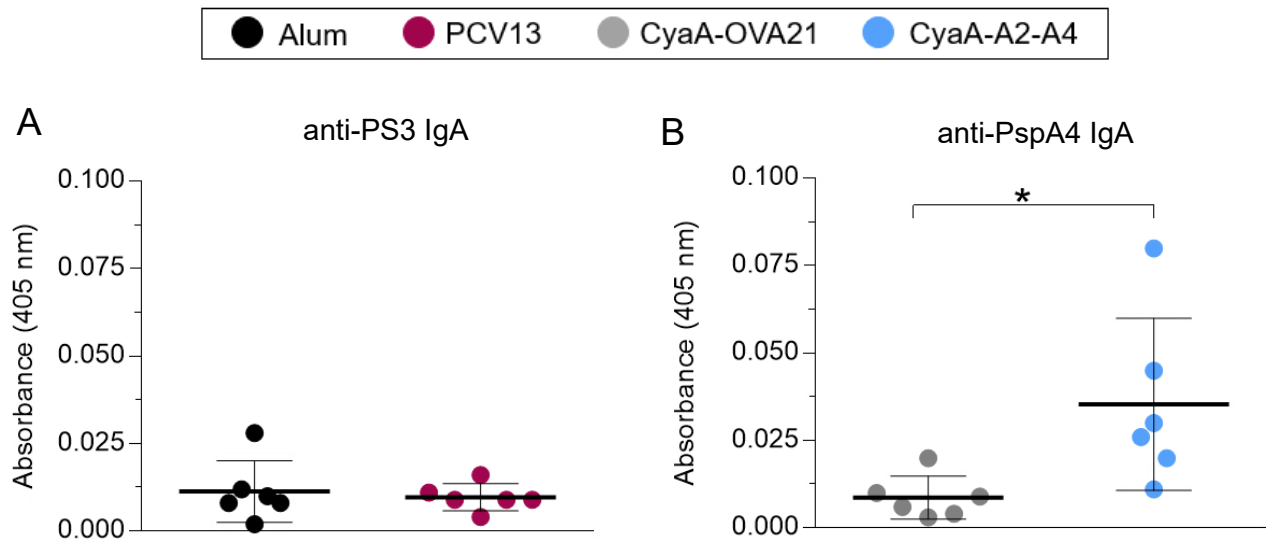 Alum PCV13 CyaA-OVA21 CyaA-A2-A4
A
anti-PS3 IgA
Absorbance (405 nm)
0.100
0.075
0.050
0.025
0.000
B
anti-PspA4 IgA
Absorbance (405 nm)
0.100
0.075
0.050
0.025
0.000
*